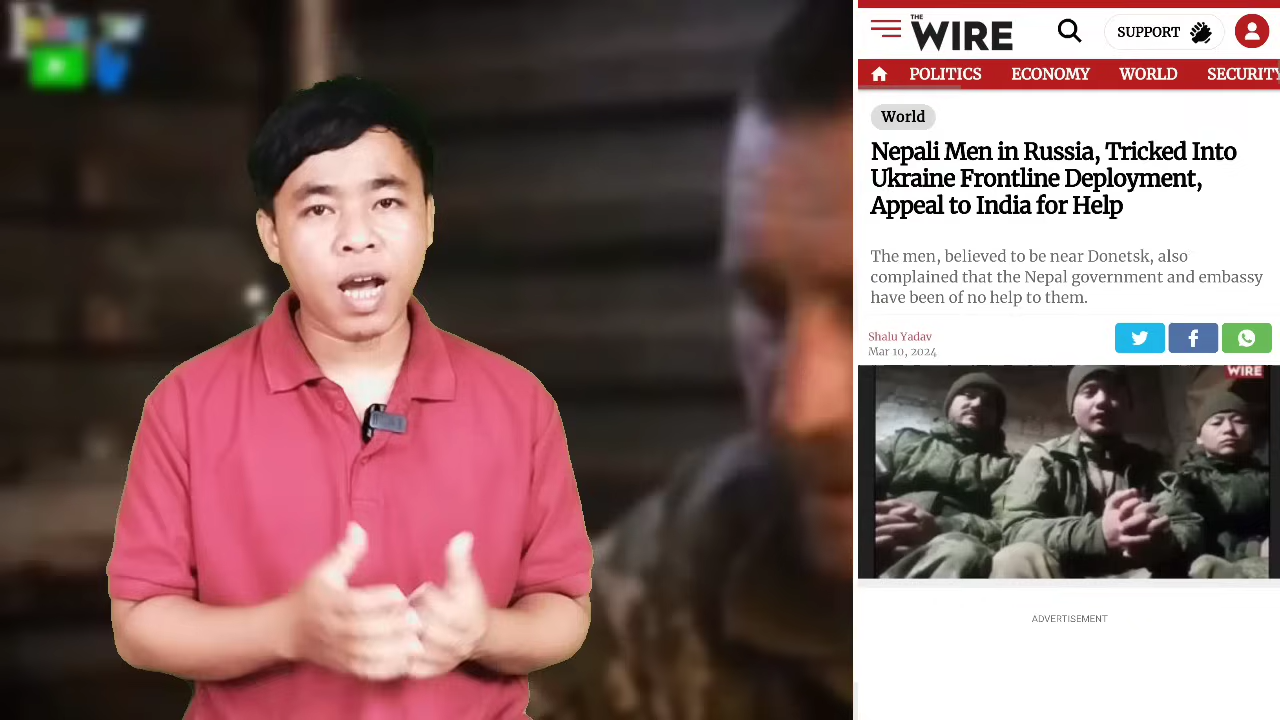 THE
WIRE
SUPPORT
POLITICS ECONOMY WORLD SECURITY
World
Nepali Men in Russia, Tricked Into
Ukraine Frontline Deployment,
Appeal to India for Help
The men, believed to be near Donetsk, also
complained that the Nepal government and embassy
have been of no help to them.
Shalu Yadav
Mar 10, 2024
WIRE
ADVERTISEMENT